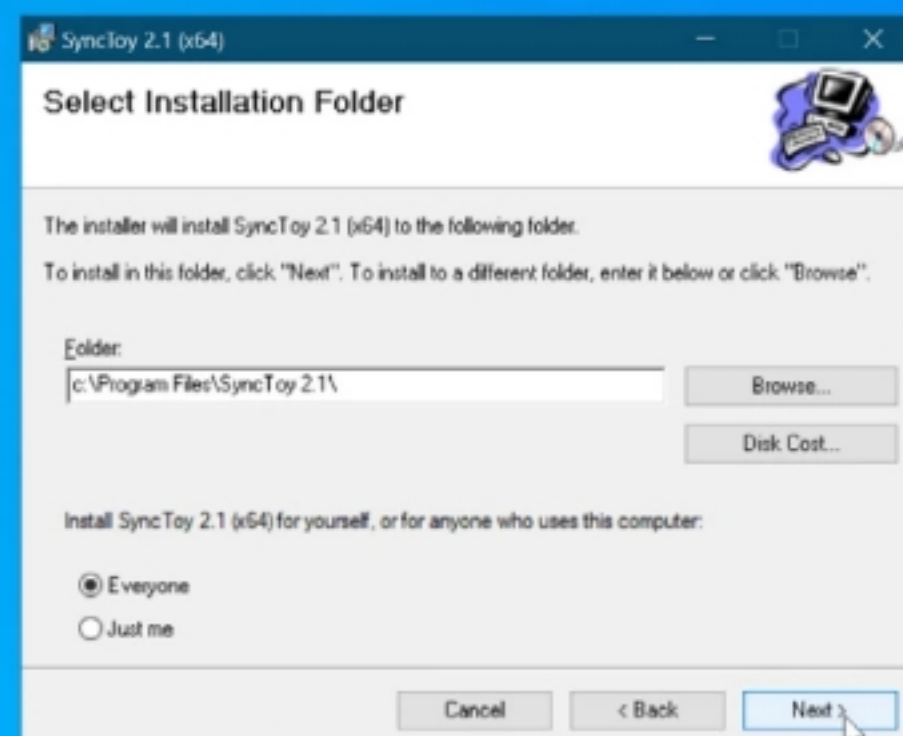 SyncToy 2.1 (x64)
Select Installation Folder
The installer will install SyncToy 2.1 (x64) to the following folder.
To install in this folder, click "Next". To install to a different folder, enter it below or click "Browse".
Folder:
c:\Program Files\SyncToy 2.1\
Browse...
Disk Cost...
Install SyncToy 2.1 (x64) for yourself, or for anyone who uses this computer:
Everyone
Just me
Cancel
< Back
Next >